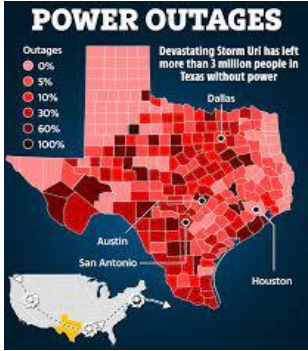 POWER OUTAGES
Outages
0%
5%
10%
30%
60%
100%
Devastating Storm Uri has left
more than 3 million people in
Texas without power
Dallas
Austin
San Antonio
Houston